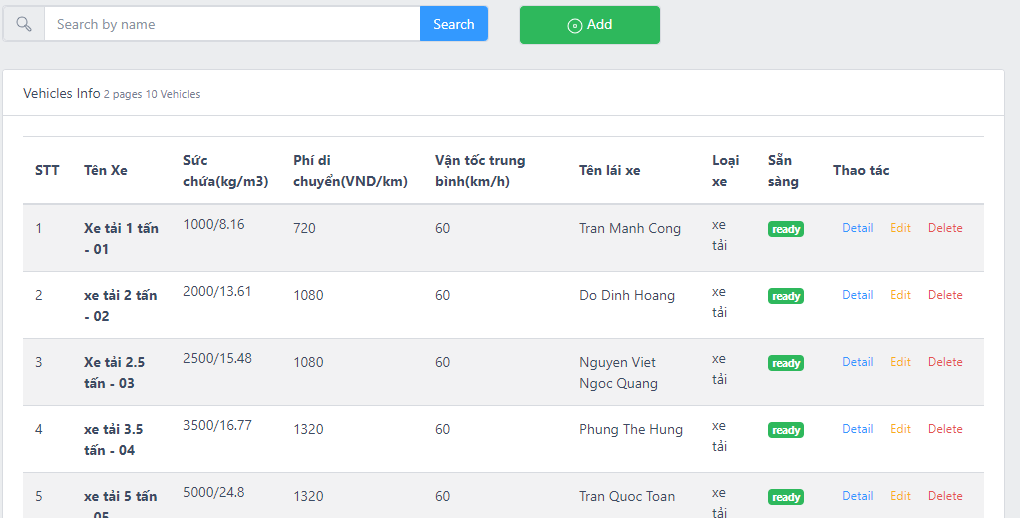 Search by name
Search
Add
Vehicles Info 2 pages 10 Vehicles
STT
Tên Xe
Sức
chứa(kg/m3)
Phí di
chuyển(VND/km)
Vận tốc trung
bình(km/h)
Tên lái xe
Loại
xe
Sẵn
sàng
Thao tác
1
Xe tải 1 tấn
- 01
1000/8.16
720
60
Tran Manh Cong
xe
tải
ready
Detail Edit Delete
2
xe tải 2 tấn
- 02
2000/13.61
1080
60
Do Dinh Hoang
xe
tải
ready
Detail Edit Delete
3
Xe tải 2.5
tấn - 03
2500/15.48
1080
60
Nguyen Viet
Ngoc Quang
xe
tải
ready
Detail Edit Delete
4
xe tải 3.5
tấn - 04
3500/16.77
1320
60
Phung The Hung
xe
tải
ready
Detail Edit Delete
5
xe tải 5 tấn
- 05
5000/24.8
1320
60
Tran Quoc Toan
xe
tải
ready
Detail Edit Delete